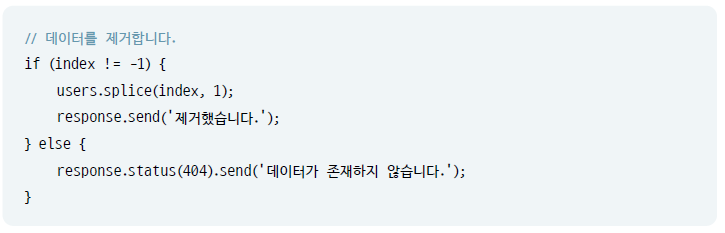 // 데이터를 제거합니다.
if (index != -1) {
    users.splice(index, 1);
    response.send('제거했습니다.');
} else {
    response.status(404).send('데이터가 존재하지 않습니다.');
}